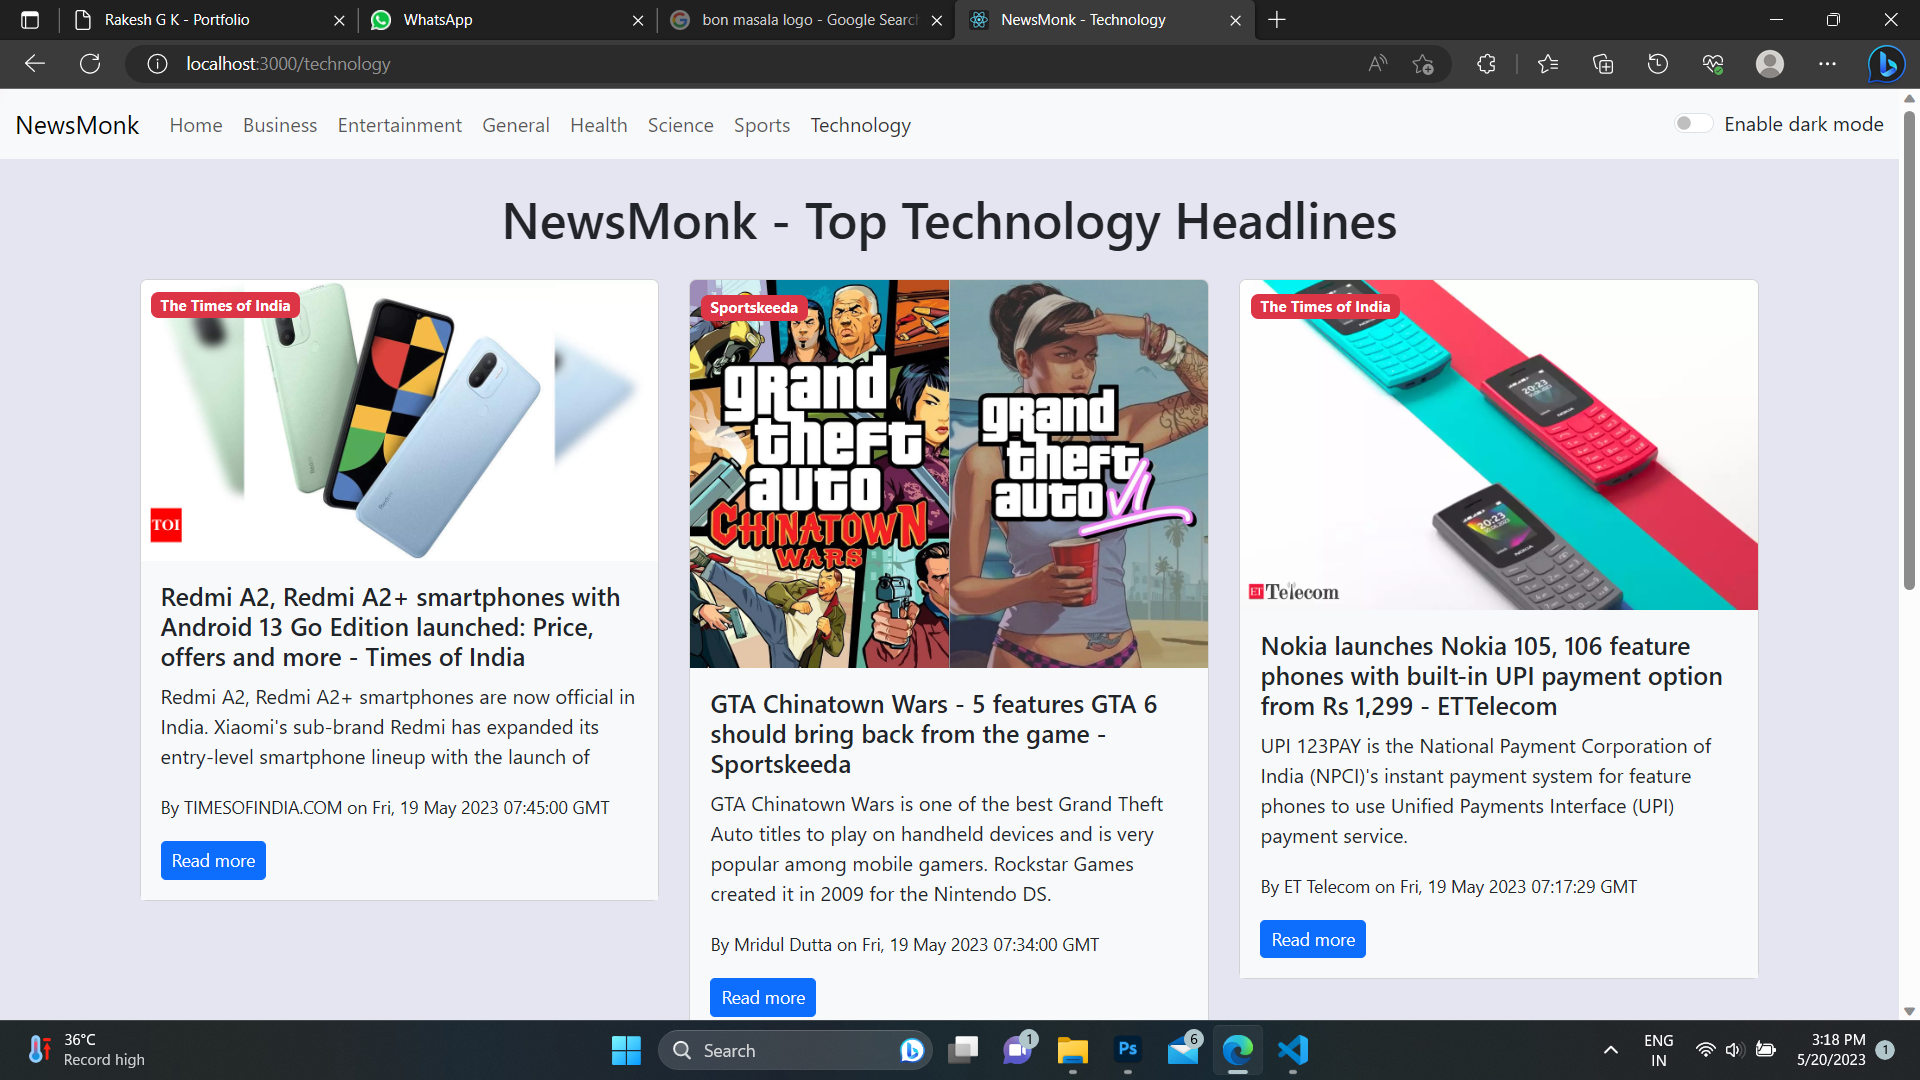 Rakesh G K - Portfolio
WhatsApp
bon masala logo - Google Searc
NewsMonk - Technology
localhost:3000/technology
NewsMonk
Home
Business
Entertainment
General
Health
Science
Sports
Technology
Enable dark mode
NewsMonk - Top Technology Headlines
The Times of India
TOI
Redmi A2, Redmi A2+ smartphones with
Android 13 Go Edition launched: Price,
offers and more - Times of India
Redmi A2, Redmi A2+ smartphones are now official in
India. Xiaomi's sub-brand Redmi has expanded its
entry-level smartphone lineup with the launch of
By TIMESOFINDIA.COM on Fri, 19 May 2023 07:45:00 GMT
Read more
Sportskeeda
grand
theft
auto
CHINATOWN
WARS
grand
theft
auto VI
GTA Chinatown Wars - 5 features GTA 6
should bring back from the game -
Sportskeeda
GTA Chinatown Wars is one of the best Grand Theft
Auto titles to play on handheld devices and is very
popular among mobile gamers. Rockstar Games
created it in 2009 for the Nintendo DS.
By Mridul Dutta on Fri, 19 May 2023 07:34:00 GMT
Read more
The Times of India
20:23
20:23
NOKIA
ET Telecom
Nokia launches Nokia 105, 106 feature
phones with built-in UPI payment option
from Rs 1,299 - ETTelecom
UPI 123PAY is the National Payment Corporation of
India (NPCI)'s instant payment system for feature
phones to use Unified Payments Interface (UPI)
payment service.
By ET Telecom on Fri, 19 May 2023 07:17:29 GMT
Read more
36°C
Record high
Search
1
Ps
6
ENG
IN
3:18 PM
5/20/2023
1